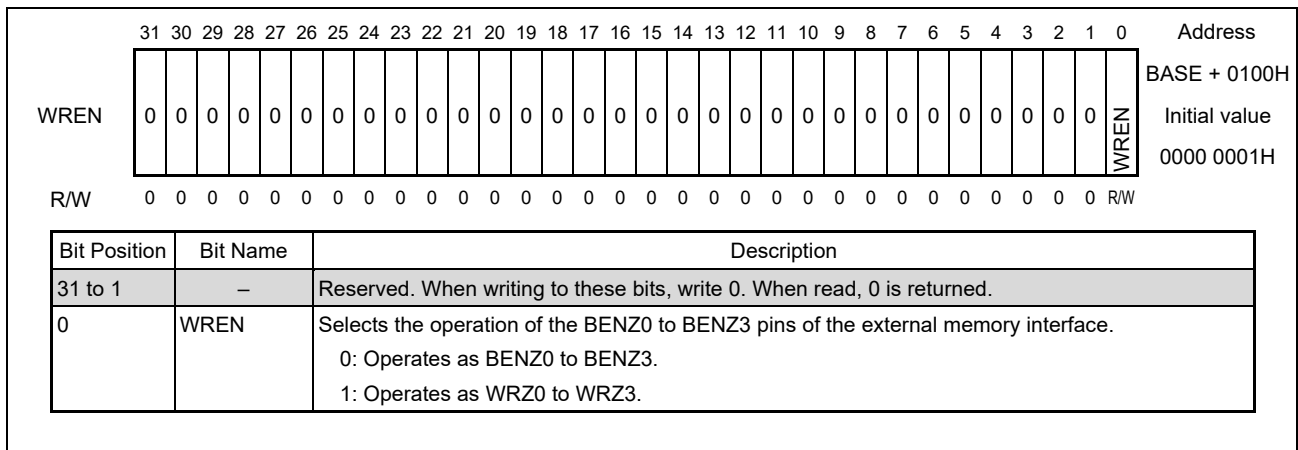 31 30 29 28 27 26 25 24 23 22 21 20 19 18 17 16 15 14 13 12 11 10 9 8 7 6 5 4 3 2 1 0 Address
BASE + 0100H
WREN 0 0 0 0 0 0 0 0 0 0 0 0 0 0 0 0 0 0 0 0 0 0 0 0 0 0 0 0 0 0 0 WREN Initial value
0000 0001H
R/W 0 0 0 0 0 0 0 0 0 0 0 0 0 0 0 0 0 0 0 0 0 0 0 0 0 0 0 0 0 0 0 R/W
Bit Position Bit Name Description
31 to 1 – Reserved. When writing to these bits, write 0. When read, 0 is returned.
0 WREN Selects the operation of the BENZ0 to BENZ3 pins of the external memory interface.
0: Operates as BENZ0 to BENZ3.
1: Operates as WRZ0 to WRZ3.